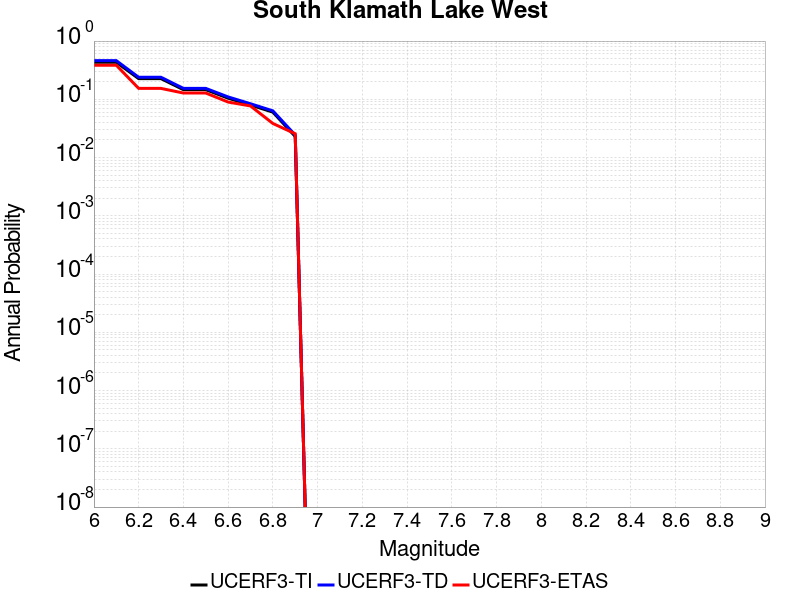 South Klamath Lake West
10^0
10^-1
10^-2
10^-3
10^-4
10^-5
10^-6
10^-7
10^-8
Annual Probability
6 6.2 6.4 6.6 6.8 7 7.2 7.4 7.6 7.8 8 8.2 8.4 8.6 8.8 9
Magnitude
UCERF3-TI UCERF3-TD UCERF3-ETAS